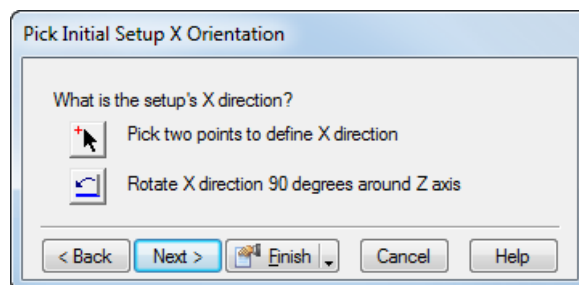 Pick Initial Setup X Orientation
What is the setup's X direction?
Pick two points to define X direction
Rotate X direction 90 degrees around Z axis
< Back Next > Finish Cancel Help